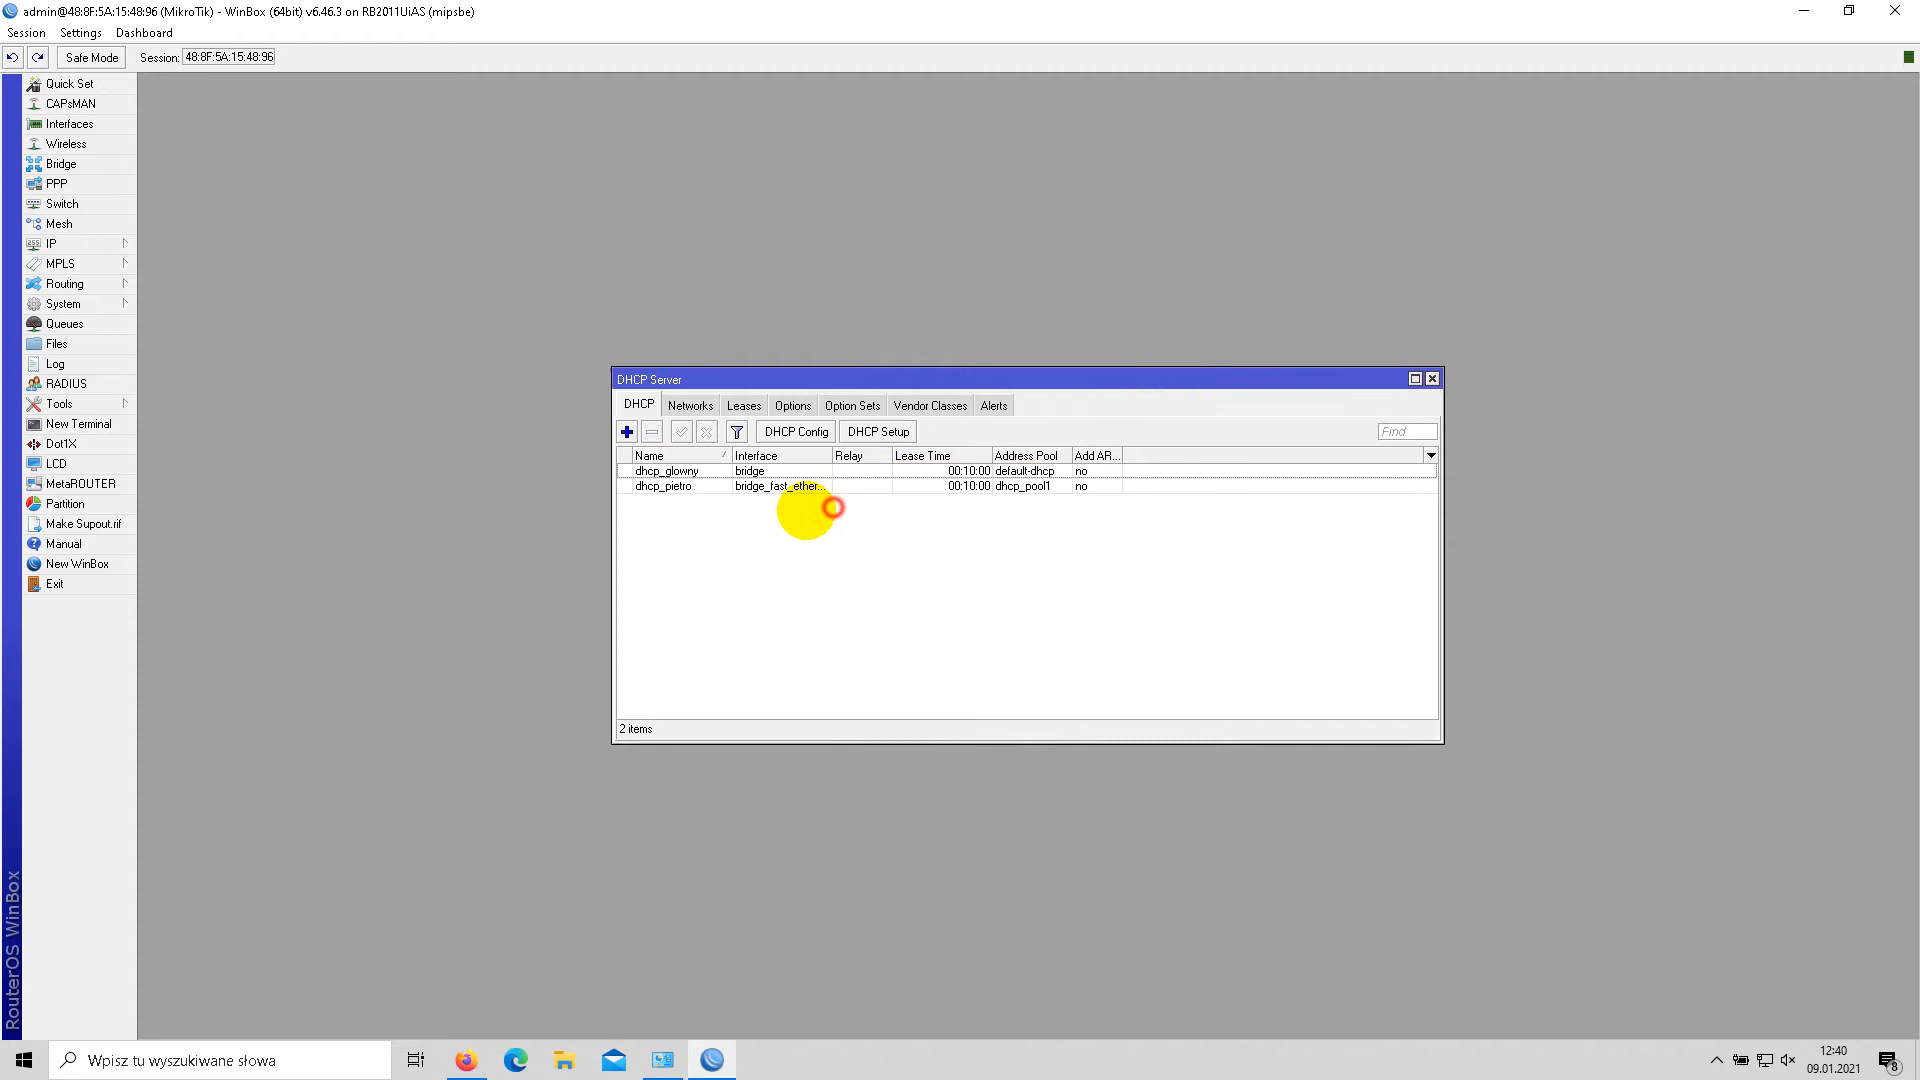 admin@48:8F:5A:15:48:96 (MikroTik) - WinBox (64bit) v6.46.3 on RB2011UiAS (mipsbe)
Session Settings Dashboard
Safe Mode Session: 48:8F:5A:15:48:96
Quick Set
CAPsMAN
Interfaces
Wireless
Bridge
PPP
Switch
Mesh
IP
MPLS
Routing
System
Queues
Files
Log
RADIUS
Tools
New Terminal
Dot1X
LCD
MetaROUTER
Partition
Make Supout.rif
Manual
New WinBox
Exit
RouterOS WinBox
DHCP Server
DHCP Networks Leases Options Option Sets Vendor Classes Alerts
DHCP Config DHCP Setup Find
Name Interface Relay Lease Time Address Pool Add AR...
dhcp_glowny bridge 00:10:00 default-dhcp no
dhcp_pietro bridge_fast_ether... 00:10:00 dhcp_pool1 no
2 items
Wpisz tu wyszukiwane słowa
12:40
09.01.2021
8